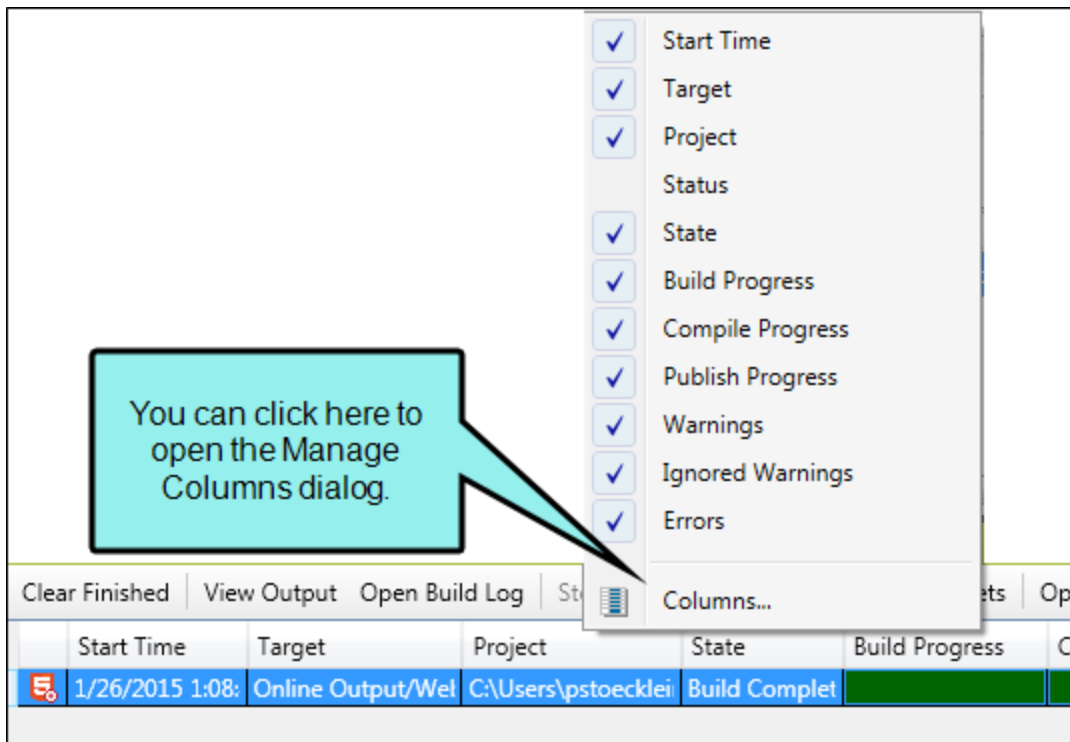 Start Time
Target
Project
Status
State
Build Progress
Compile Progress
Publish Progress
Warnings
Ignored Warnings
Errors
Columns...
You can click here to
open the Manage
Columns dialog.
Clear Finished View Output Open Build Log
Start Time Target Project State Build Progress
1/26/2015 1:08: Online Output/Wel C:\Users\pstoecklei Build Complet